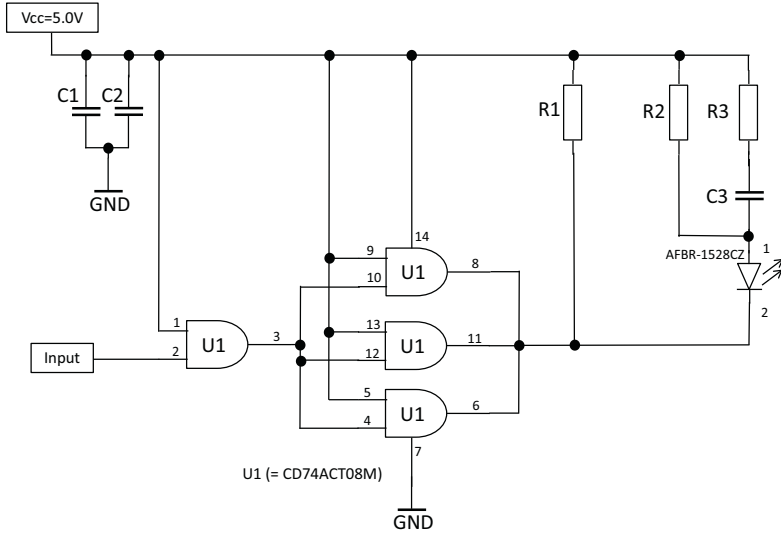 Vcc=5.0V
C1
C2
R1
R2
R3
GND
C3
14
9
U1
8
10
AFBR-1528CZ
1
2
13
1
U1
3
U1
11
Input
2
12
5
U1
6
4
7
U1 (= CD74ACT08M)
GND